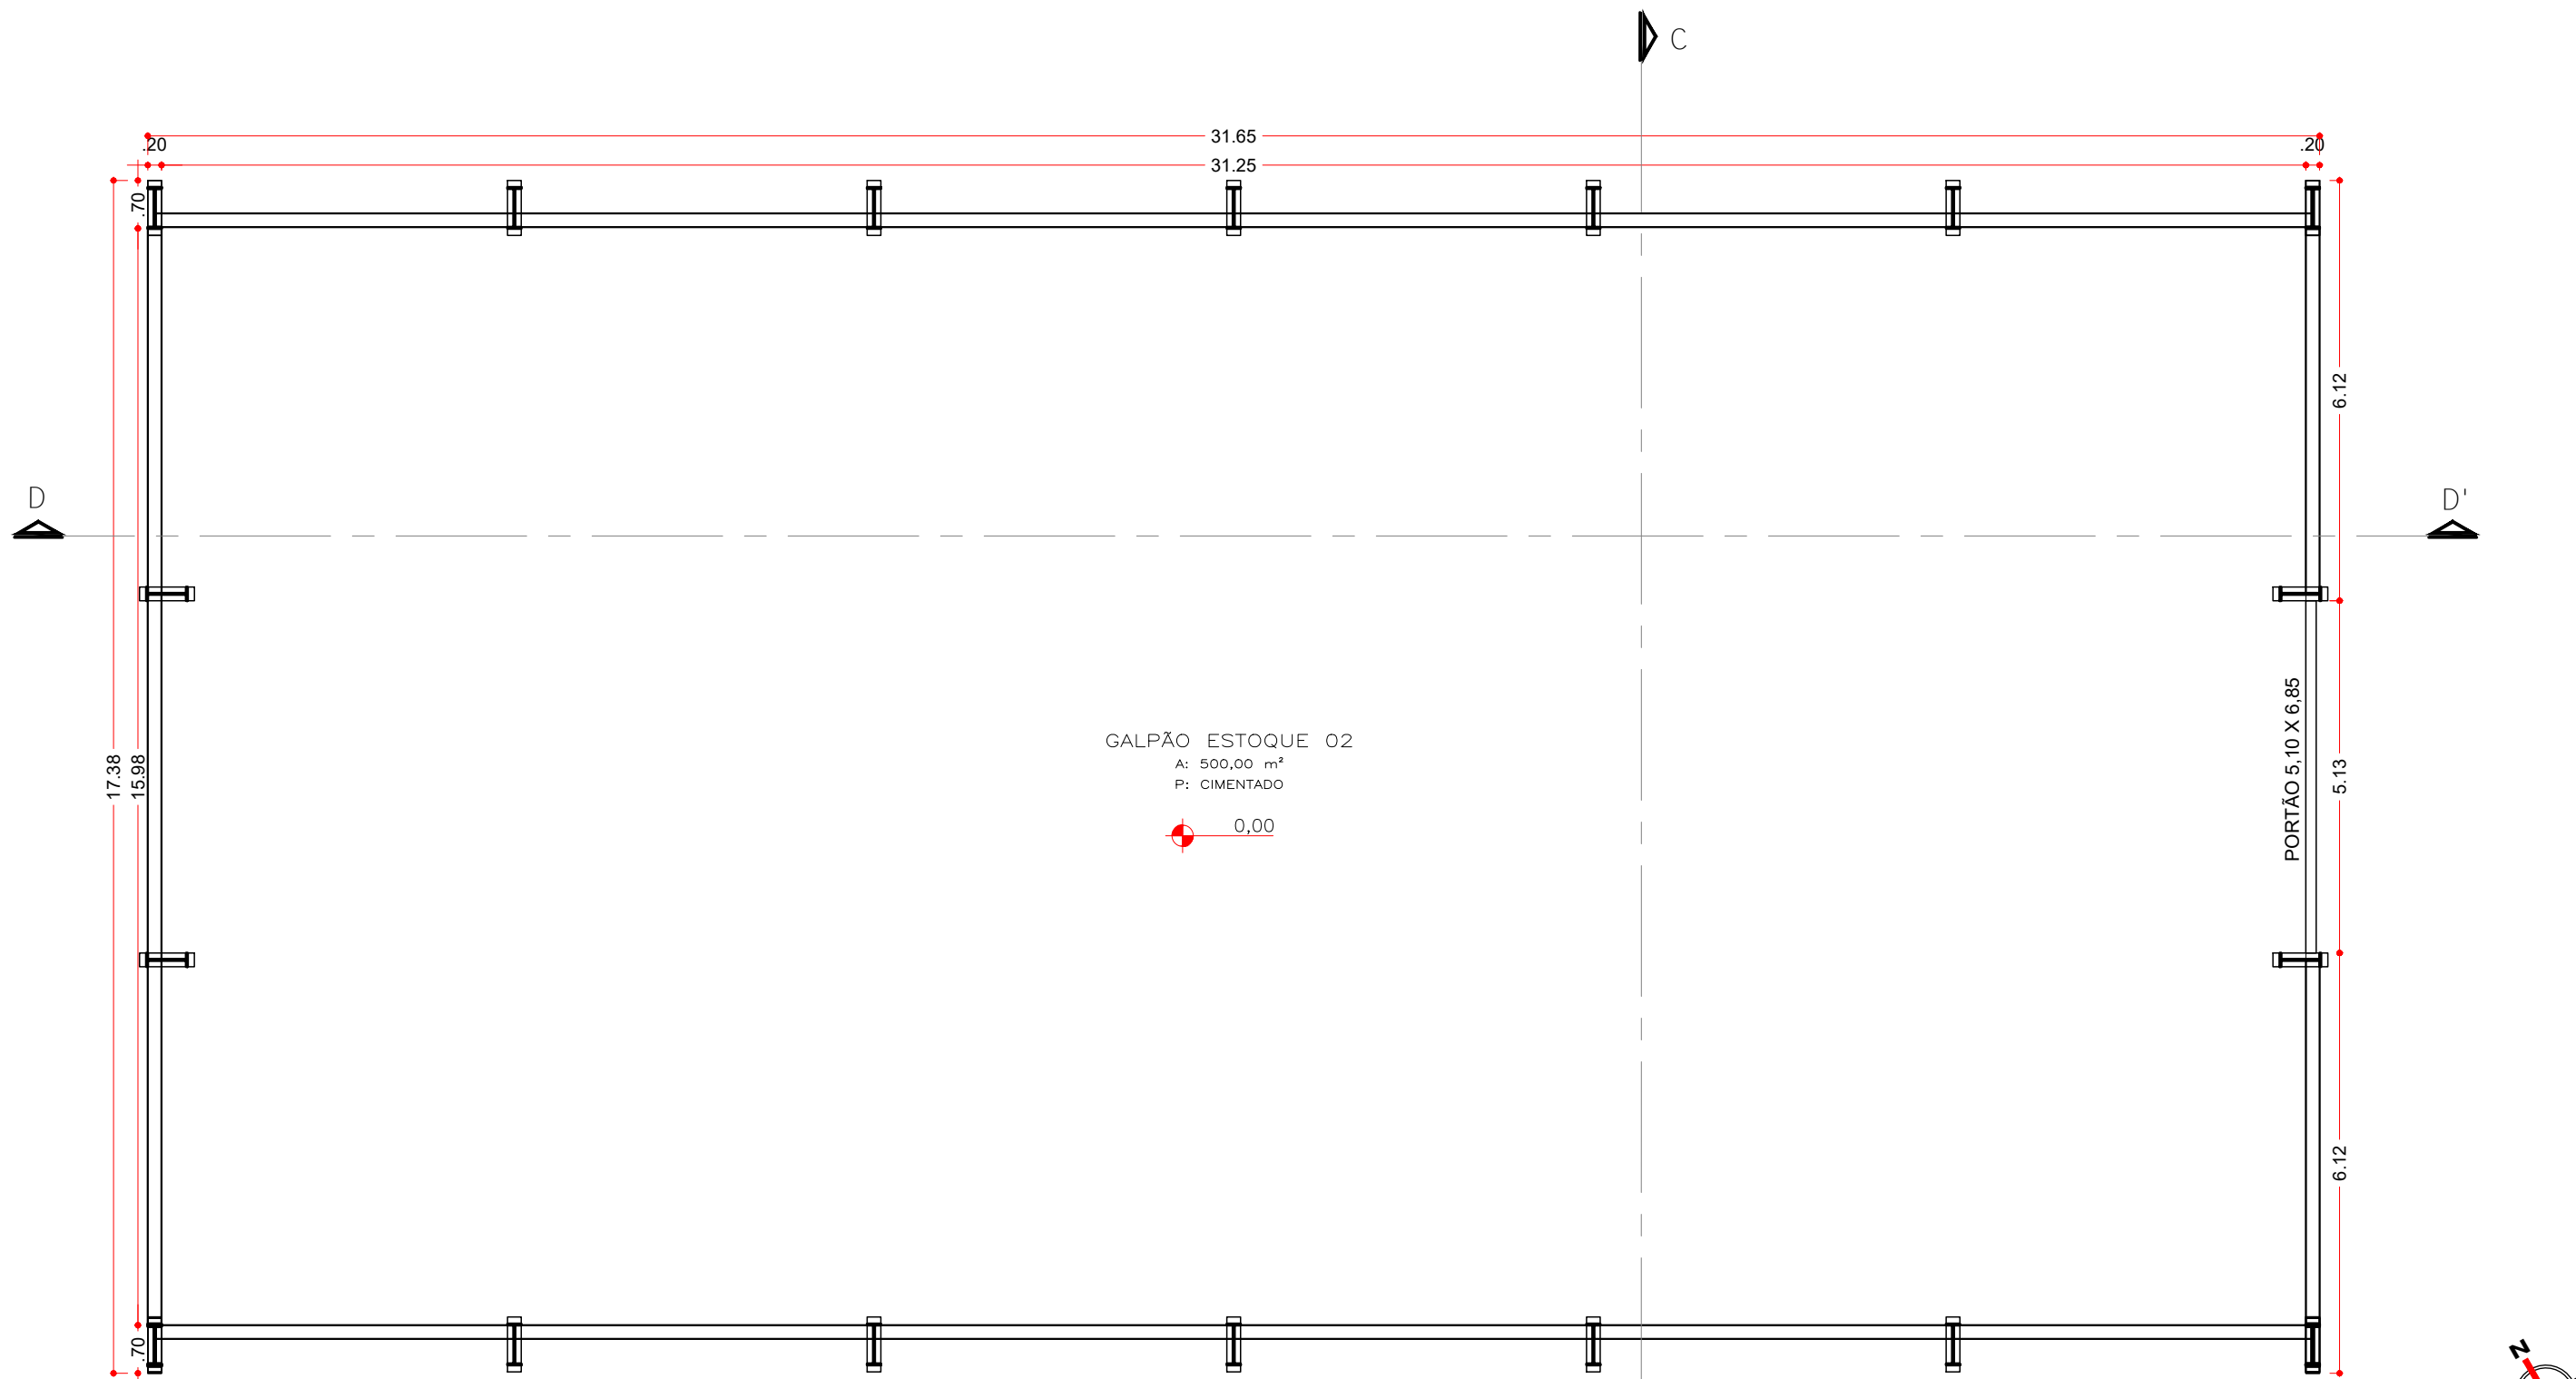 C
31.65
.20
.20
31.25
.70
6.12
D
D'
PORTÃO 5,10 X 6,85
GALPÃO ESTOQUE 02
A: 500,00 m²
P: CIMENTADO
17.38
15.98
5.13
0,00
6.12
.70
N